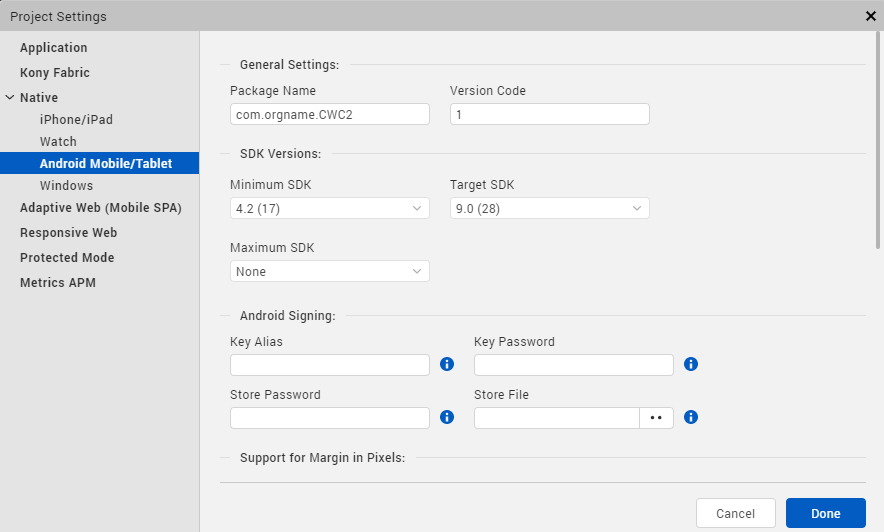 Project Settings
Application
Kony Fabric
Native
iPhone/iPad
Watch
Android Mobile/Tablet
Windows
Adaptive Web (Mobile SPA)
Responsive Web
Protected Mode
Metrics APM
General Settings:
Package Name Version Code
com.orgname.CWC2 1
SDK Versions:
Minimum SDK Target SDK
4.2 (17) 9.0 (28)
Maximum SDK
None
Android Signing:
Key Alias Key Password
Store Password Store File
Support for Margin in Pixels:
Cancel Done